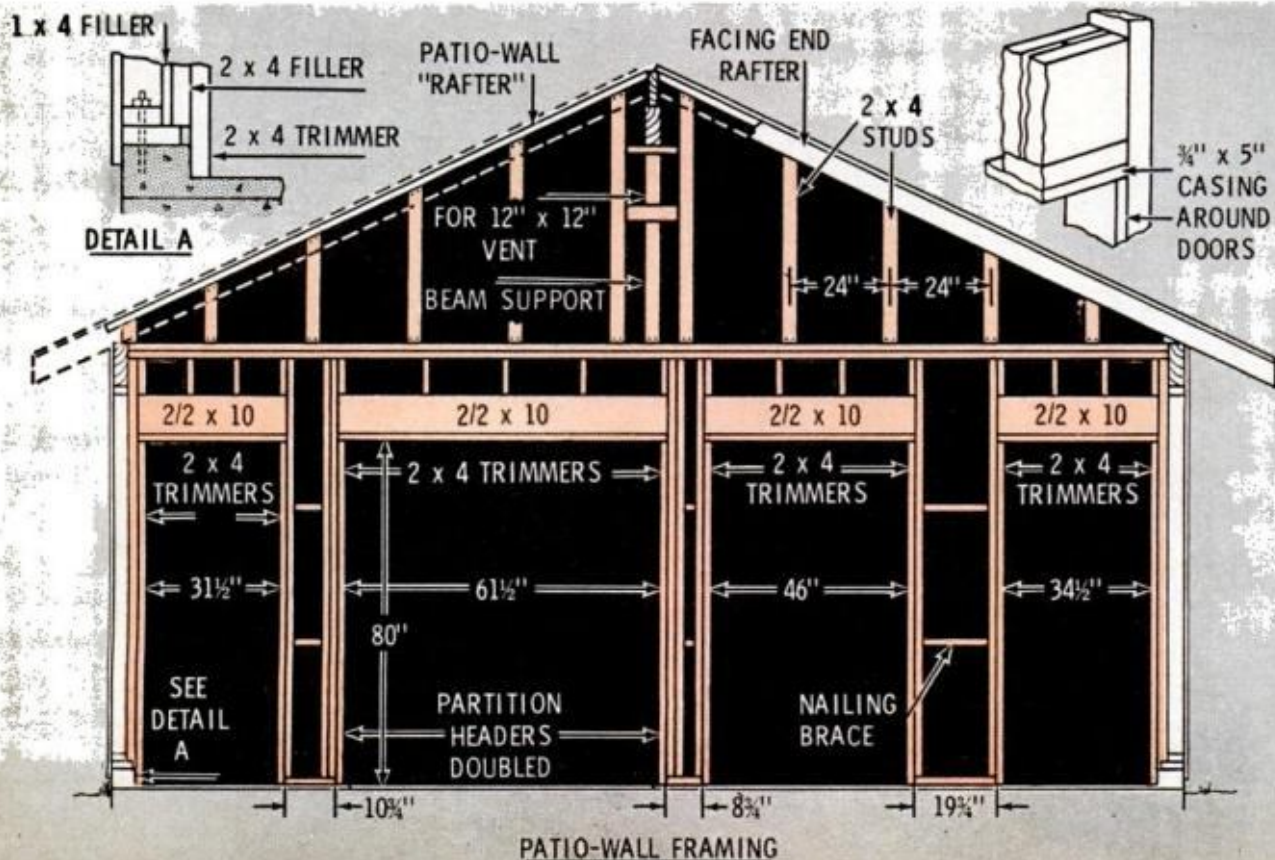 1 x 4 FILLER
2 x 4 FILLER
2 x 4 TRIMMER
DETAIL A
PATIO-WALL
"RAFTER"
FACING END
RAFTER
2 x 4
STUDS
¾" x 5"
CASING
AROUND
DOORS
FOR 12" x 12"
VENT
BEAM SUPPORT
24"
24"
2/2 x 10
2/2 x 10
2/2 x 10
2/2 x 10
2 x 4
TRIMMERS
2 x 4 TRIMMERS
2 x 4
TRIMMERS
2 x 4
TRIMMERS
31½"
61½"
46"
34½"
80"
SEE
DETAIL
A
PARTITION
HEADERS
DOUBLED
NAILING
BRACE
10¾"
8¾"
19¾"
PATIO-WALL FRAMING